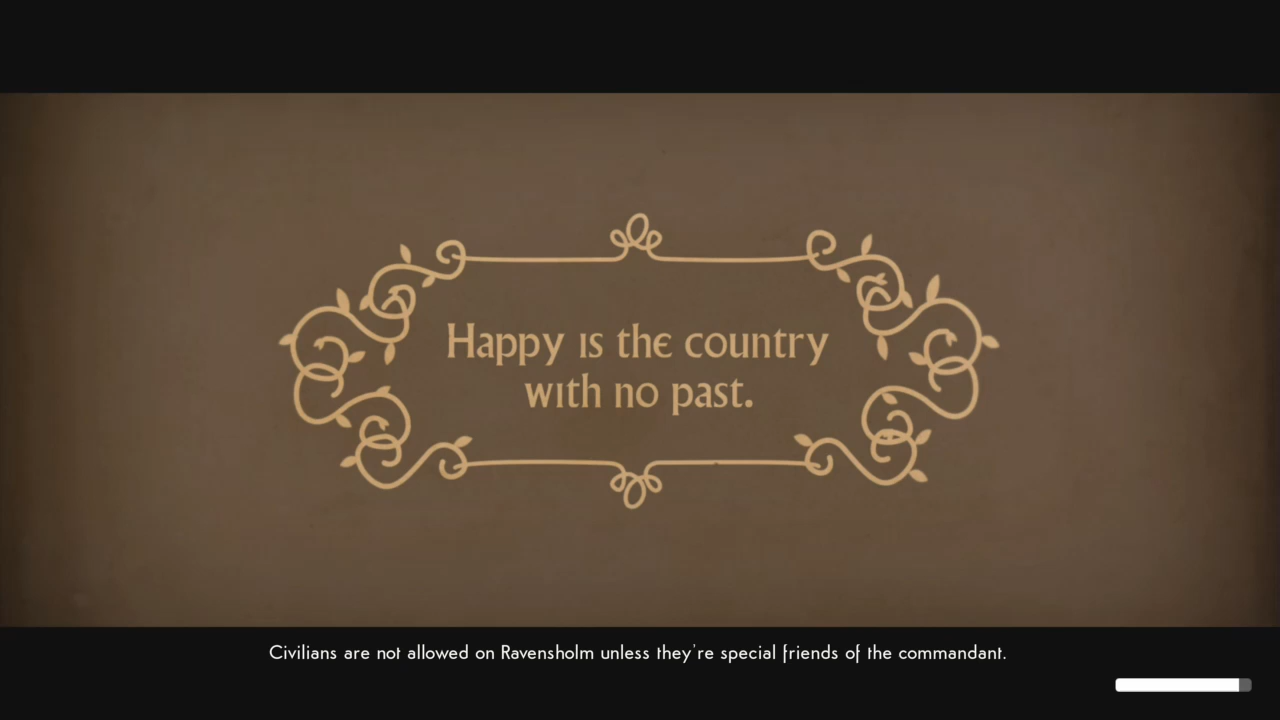 Happy is the country
with no past.
Civilians are not allowed on Ravensholm unless they're special friends of the commandant.